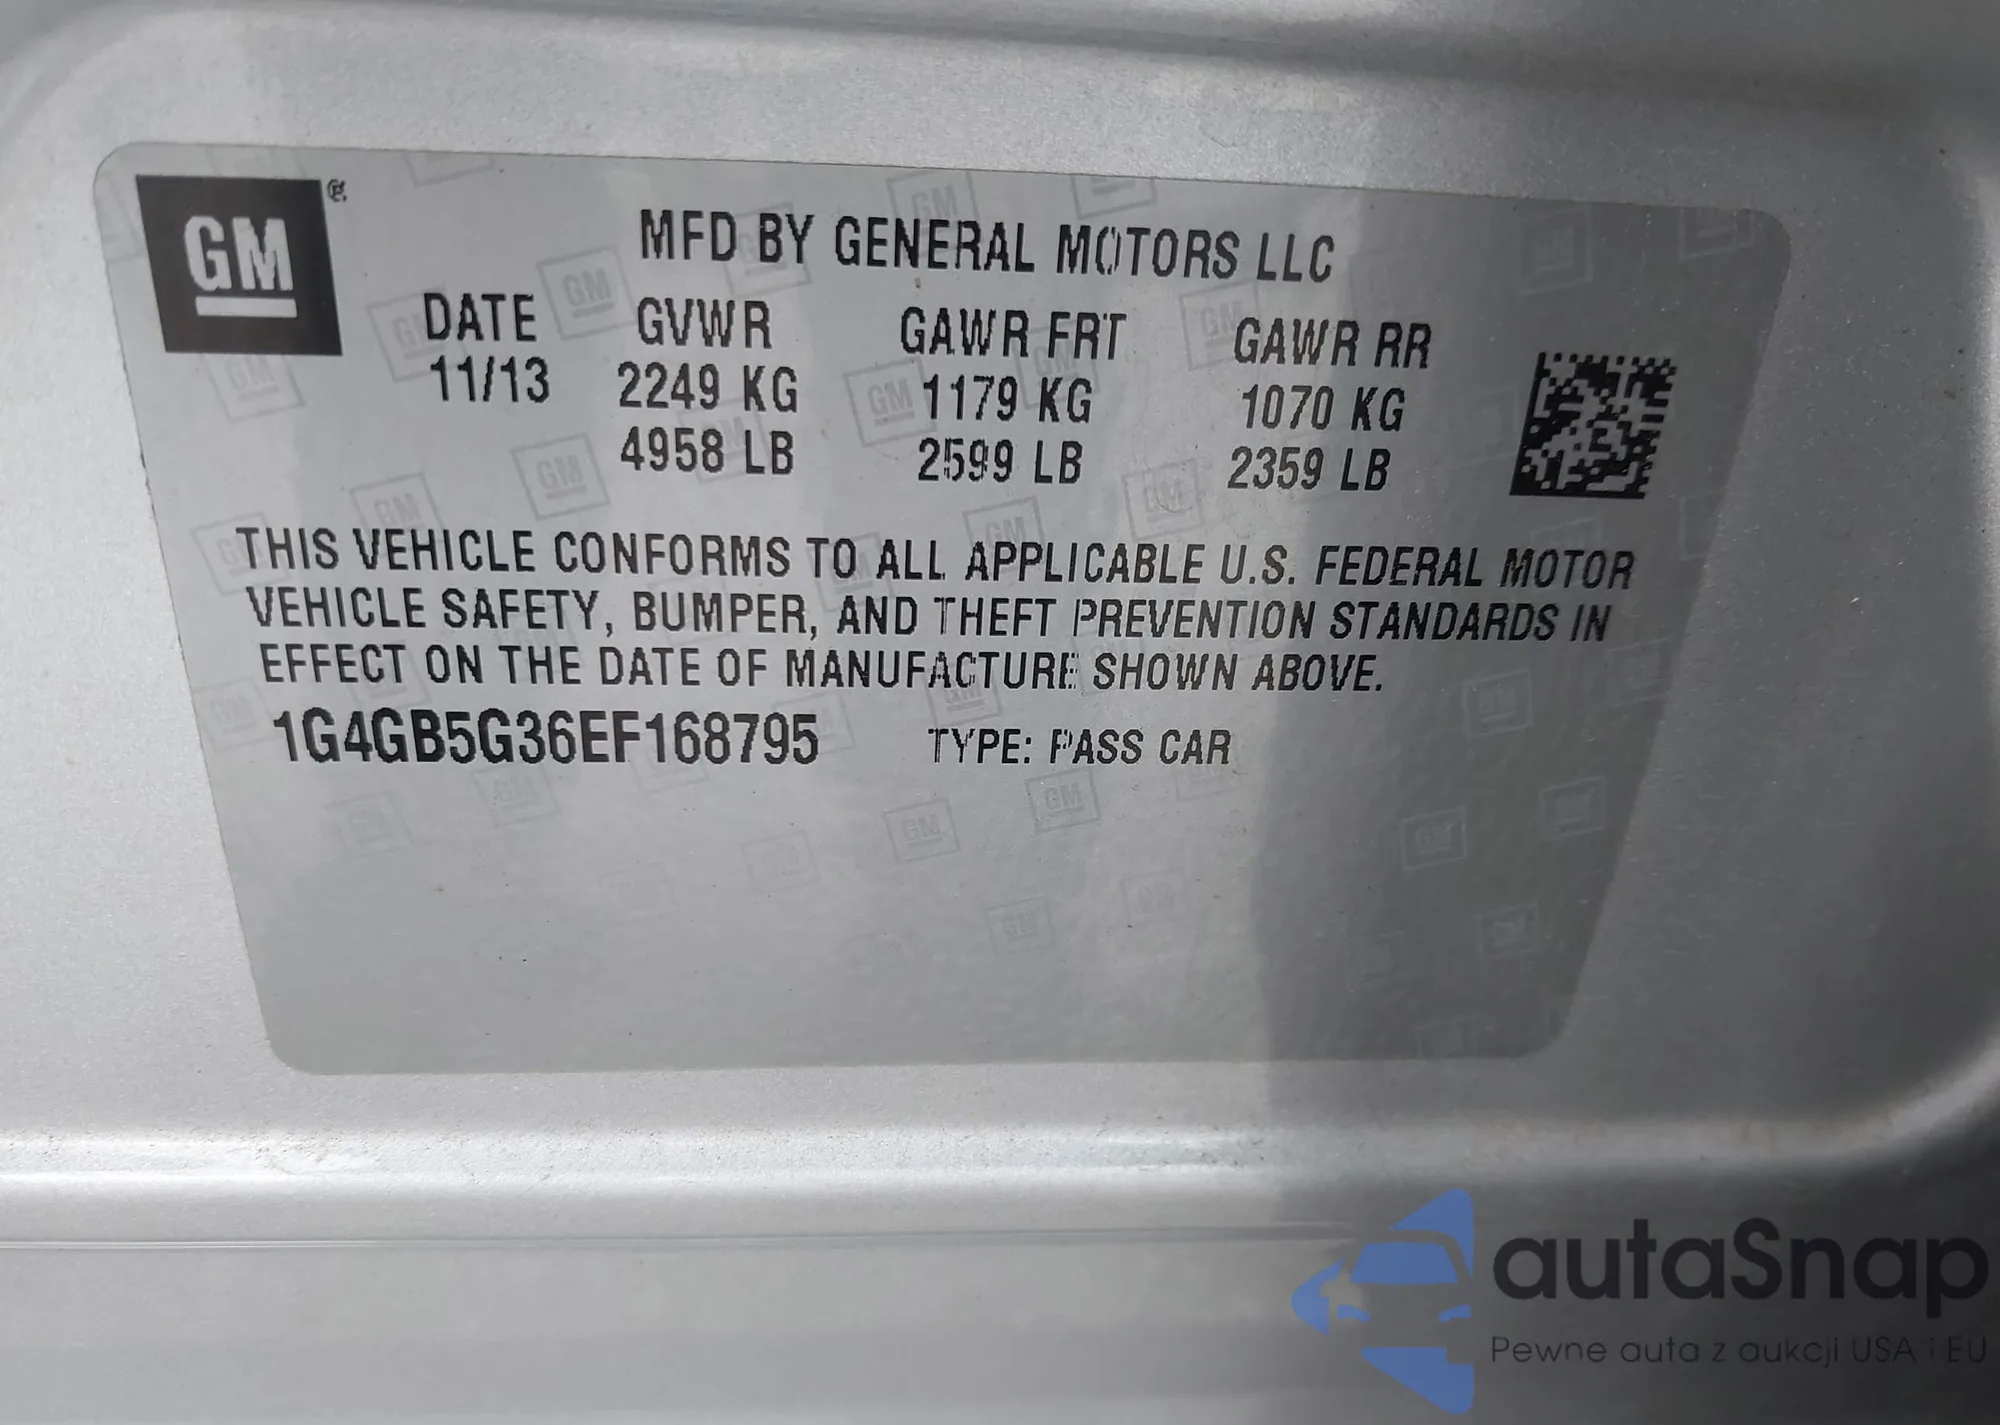 GM®
MFD BY GENERAL MOTORS LLC
DATE GVWR GAWR FRT GAWR RR
11/13 2249 KG 1179 KG 1070 KG
4958 LB 2599 LB 2359 LB
THIS VEHICLE CONFORMS TO ALL APPLICABLE U.S. FEDERAL MOTOR
VEHICLE SAFETY, BUMPER, AND THEFT PREVENTION STANDARDS IN
EFFECT ON THE DATE OF MANUFACTURE SHOWN ABOVE.
1G4GB5G36EF168795 TYPE: PASS CAR
autaSnap
Pewne auta z aukcji USA i EU